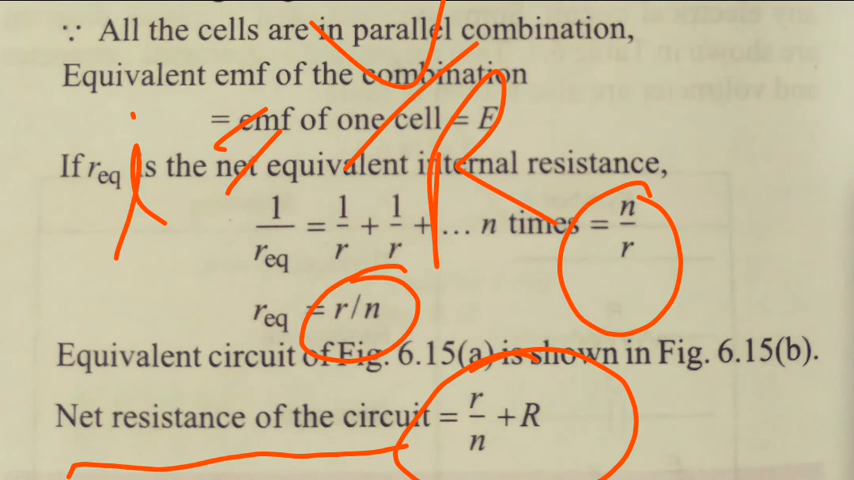 ∵ All the cells are in parallel combination,
Equivalent emf of the combination
= emf of one cell = E
If r_eq is the net equivalent internal resistance,
1/r_eq = 1/r + 1/r + ... n times = n/r
r_eq = r/n
Equivalent circuit of Fig. 6.15(a) is shown in Fig. 6.15(b).
Net resistance of the circuit = r/n + R